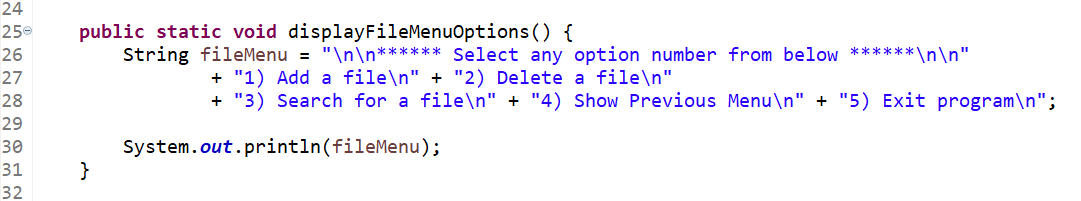 24
25 public static void displayFileMenuOptions() {
26 String fileMenu = "\n\n****** Select any option number from below ******\n\n"
27 + "1) Add a file\n" + "2) Delete a file\n"
28 + "3) Search for a file\n" + "4) Show Previous Menu\n" + "5) Exit program\n";
29
30 System.out.println(fileMenu);
31 }
32